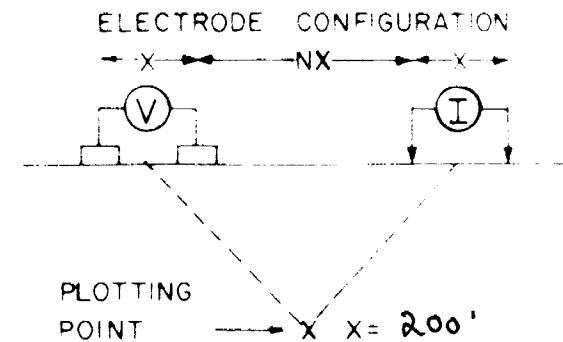 ELECTRODE CONFIGURATION
X NX X
V I
PLOTTING
POINT X X = 200'